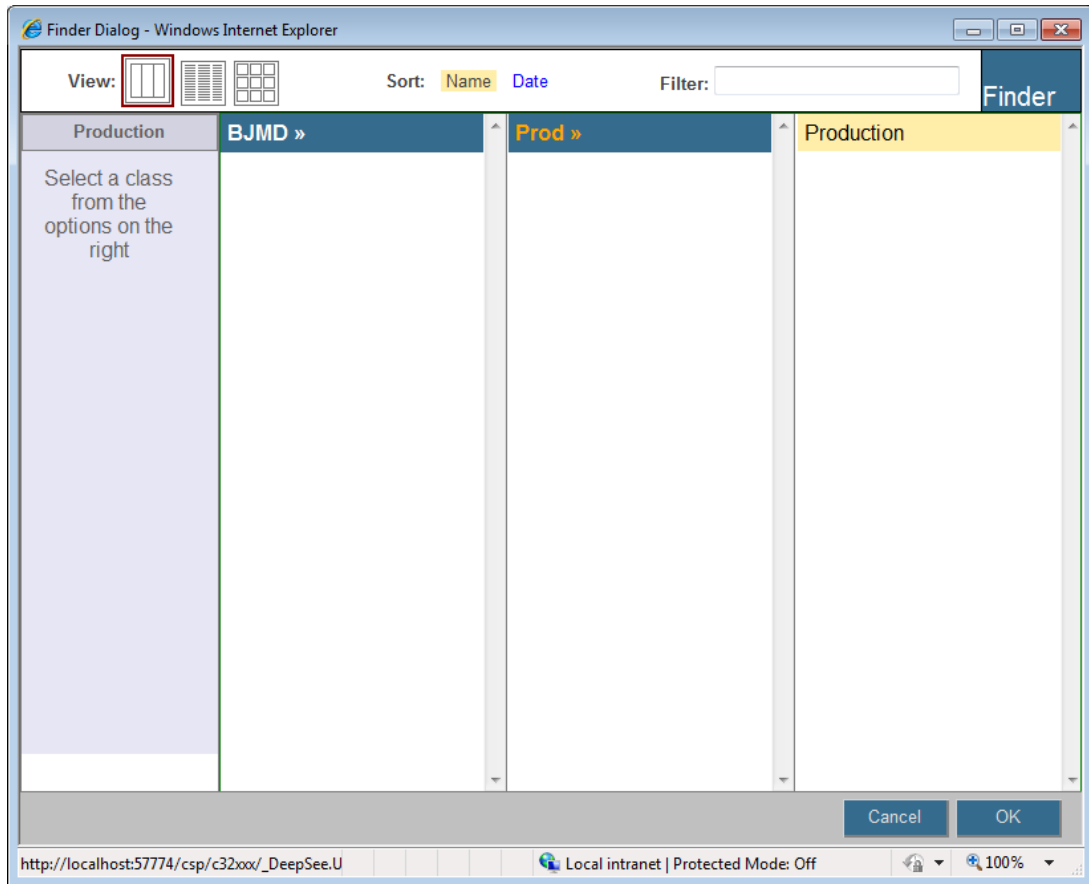 Finder Dialog - Windows Internet Explorer
View: Sort: Name Date Filter: Finder
Production
Select a class
from the
options on the
right
BJMD »
Prod »
Production
Cancel OK
http://localhost:57774/csp/c32xxx/_DeepSee.U Local intranet | Protected Mode: Off 100%